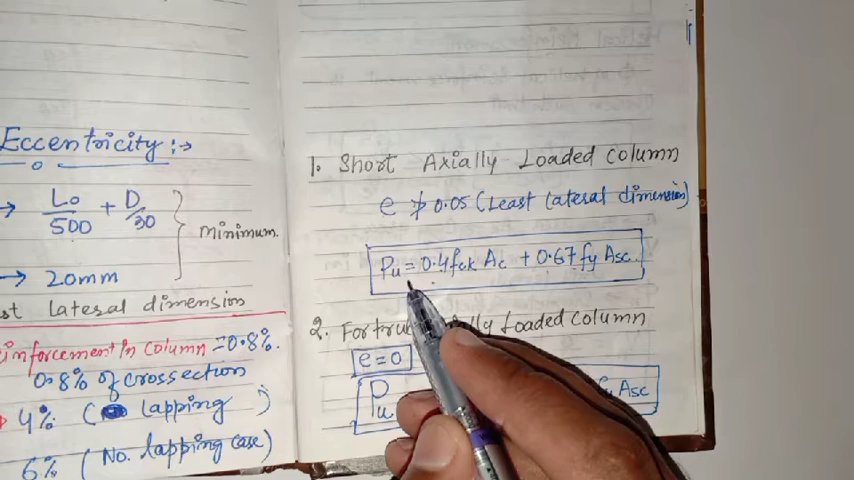 Eccentricity :→
→ Lo/500 + D/30
minimum.
→ 20mm
st lateral dimension
inforcement in column = 0.8%.
0.8% of crossection
4% ( lapping )
6% ( No. lapping case)
1. Short Axially Loaded column
e ≯ 0.05 (Least lateral dimension)
Pu = 0.4fck Ac + 0.67 fy Asc
2. For Loaded column
e=0
Pu Asc